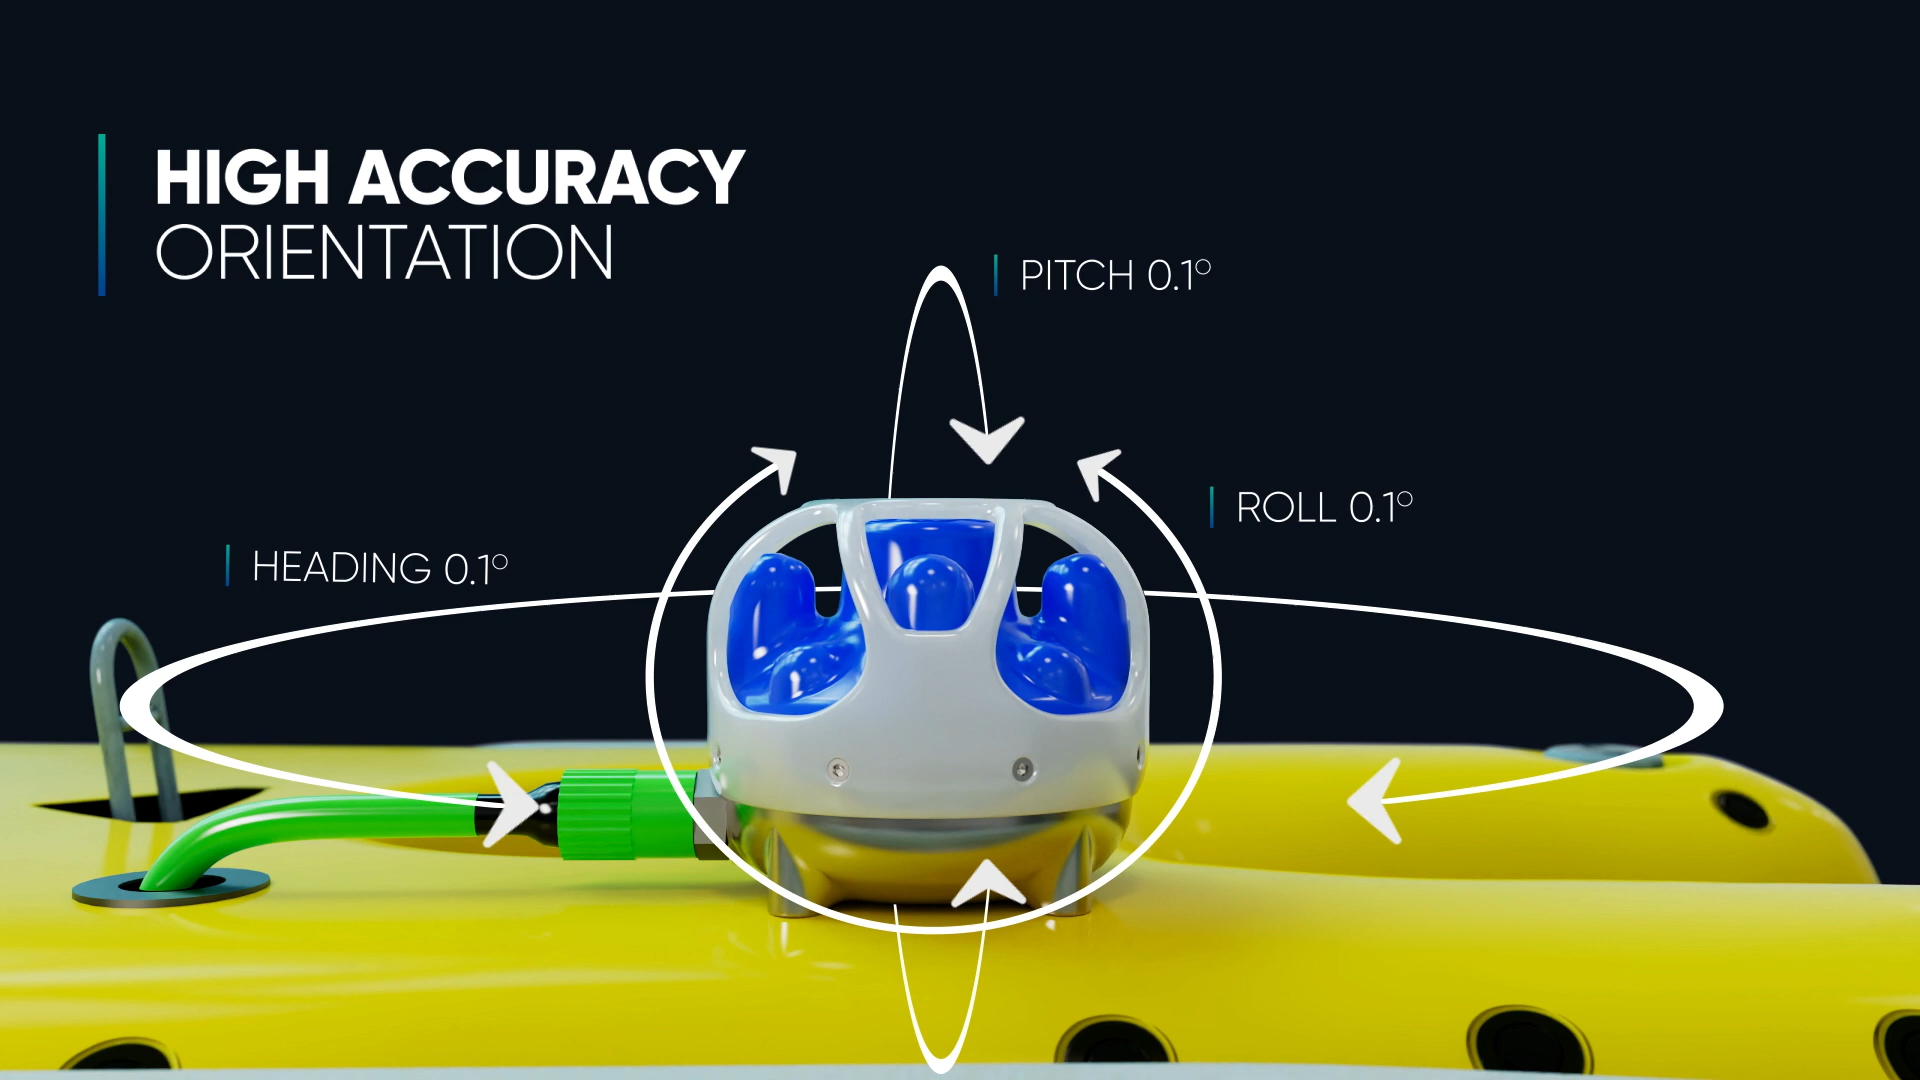 HIGH ACCURACY
ORIENTATION
PITCH 0.1°
ROLL 0.1°
HEADING 0.1°